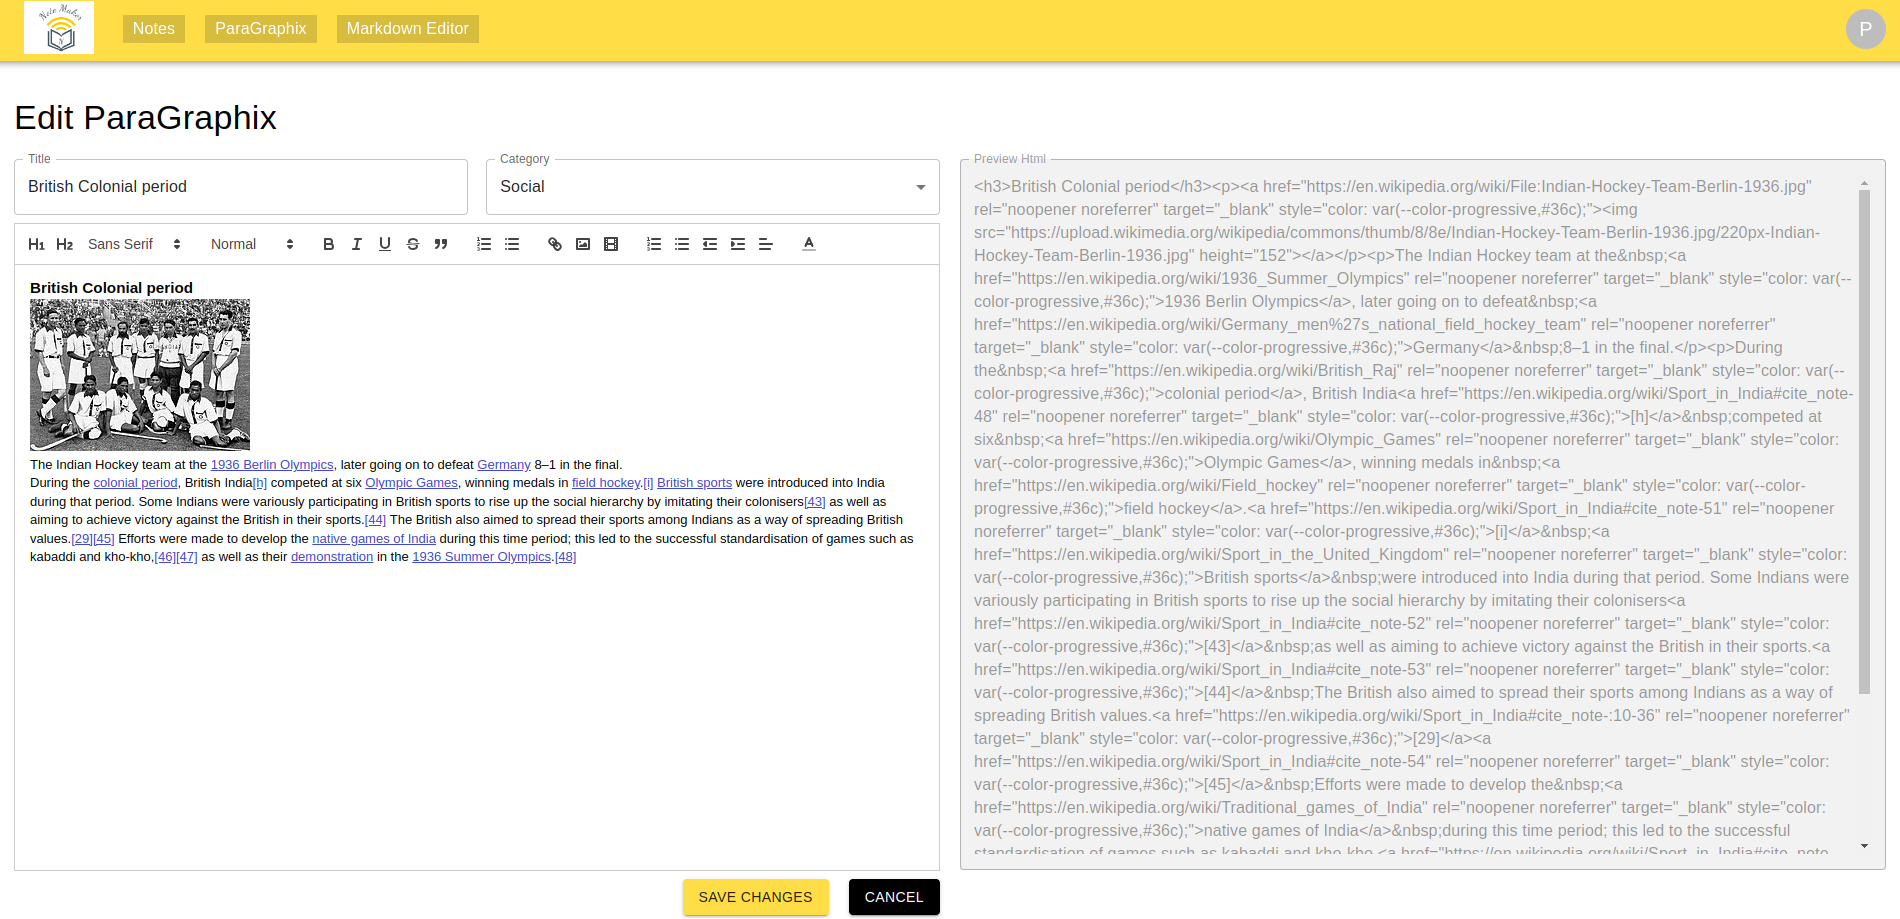 Note Maker
N
Notes
ParaGraphix
Markdown Editor
P
Edit ParaGraphix
Title
British Colonial period
Category
Social
H1 H2 Sans Serif Normal B I U S A
British Colonial period
The Indian Hockey team at the 1936 Berlin Olympics, later going on to defeat Germany 8–1 in the final.
During the colonial period, British India[h] competed at six Olympic Games, winning medals in field hockey.[i] British sports were introduced into India
during that period. Some Indians were variously participating in British sports to rise up the social hierarchy by imitating their colonisers[43] as well as
aiming to achieve victory against the British in their sports.[44] The British also aimed to spread their sports among Indians as a way of spreading British
values.[29][45] Efforts were made to develop the native games of India during this time period; this led to the successful standardisation of games such as
kabaddi and kho-kho,[46][47] as well as their demonstration in the 1936 Summer Olympics.[48]
SAVE CHANGES
CANCEL
Preview Html
<h3>British Colonial period</h3><p><a href="https://en.wikipedia.org/wiki/File:Indian-Hockey-Team-Berlin-1936.jpg"
rel="noopener noreferrer" target="_blank" style="color: var(--color-progressive,#36c);"><img
src="https://upload.wikimedia.org/wikipedia/commons/thumb/8/8e/Indian-Hockey-Team-Berlin-1936.jpg/220px-Indian-
Hockey-Team-Berlin-1936.jpg" height="152"></a></p><p>The Indian Hockey team at the&nbsp;<a
href="https://en.wikipedia.org/wiki/1936_Summer_Olympics" rel="noopener noreferrer" target="_blank" style="color: var(--
color-progressive,#36c);">1936 Berlin Olympics</a>, later going on to defeat&nbsp;<a
href="https://en.wikipedia.org/wiki/Germany_men%27s_national_field_hockey_team" rel="noopener noreferrer"
target="_blank" style="color: var(--color-progressive,#36c);">Germany</a>&nbsp;8–1 in the final.</p><p>During
the&nbsp;<a href="https://en.wikipedia.org/wiki/British_Raj" rel="noopener noreferrer" target="_blank" style="color: var(--
color-progressive,#36c);">colonial period</a>, British India<a href="https://en.wikipedia.org/wiki/Sport_in_India#cite_note-
48" rel="noopener noreferrer" target="_blank" style="color: var(--color-progressive,#36c);">[h]</a>&nbsp;competed at
six&nbsp;<a href="https://en.wikipedia.org/wiki/Olympic_Games" rel="noopener noreferrer" target="_blank" style="color:
var(--color-progressive,#36c);">Olympic Games</a>, winning medals in&nbsp;<a
href="https://en.wikipedia.org/wiki/Field_hockey" rel="noopener noreferrer" target="_blank" style="color: var(--color-
progressive,#36c);">field hockey</a>.<a href="https://en.wikipedia.org/wiki/Sport_in_India#cite_note-51" rel="noopener
noreferrer" target="_blank" style="color: var(--color-progressive,#36c);">[i]</a>&nbsp;<a
href="https://en.wikipedia.org/wiki/Sport_in_the_United_Kingdom" rel="noopener noreferrer" target="_blank" style="color:
var(--color-progressive,#36c);">British sports</a>&nbsp;were introduced into India during that period. Some Indians were
variously participating in British sports to rise up the social hierarchy by imitating their colonisers<a
href="https://en.wikipedia.org/wiki/Sport_in_India#cite_note-52" rel="noopener noreferrer" target="_blank" style="color:
var(--color-progressive,#36c);">[43]</a>&nbsp;as well as aiming to achieve victory against the British in their sports.<a
href="https://en.wikipedia.org/wiki/Sport_in_India#cite_note-53" rel="noopener noreferrer" target="_blank" style="color:
var(--color-progressive,#36c);">[44]</a>&nbsp;The British also aimed to spread their sports among Indians as a way of
spreading British values.<a href="https://en.wikipedia.org/wiki/Sport_in_India#cite_note-:10-36" rel="noopener noreferrer"
target="_blank" style="color: var(--color-progressive,#36c);">[29]</a><a
href="https://en.wikipedia.org/wiki/Sport_in_India#cite_note-54" rel="noopener noreferrer" target="_blank" style="color:
var(--color-progressive,#36c);">[45]</a>&nbsp;Efforts were made to develop the&nbsp;<a
href="https://en.wikipedia.org/wiki/Traditional_games_of_India" rel="noopener noreferrer" target="_blank" style="color:
var(--color-progressive,#36c);">native games of India</a>&nbsp;during this time period; this led to the successful
standardisation of games such as kabaddi and kho-kho,<a href="https://en.wikipedia.org/wiki/Sport_in_India#cite_note-